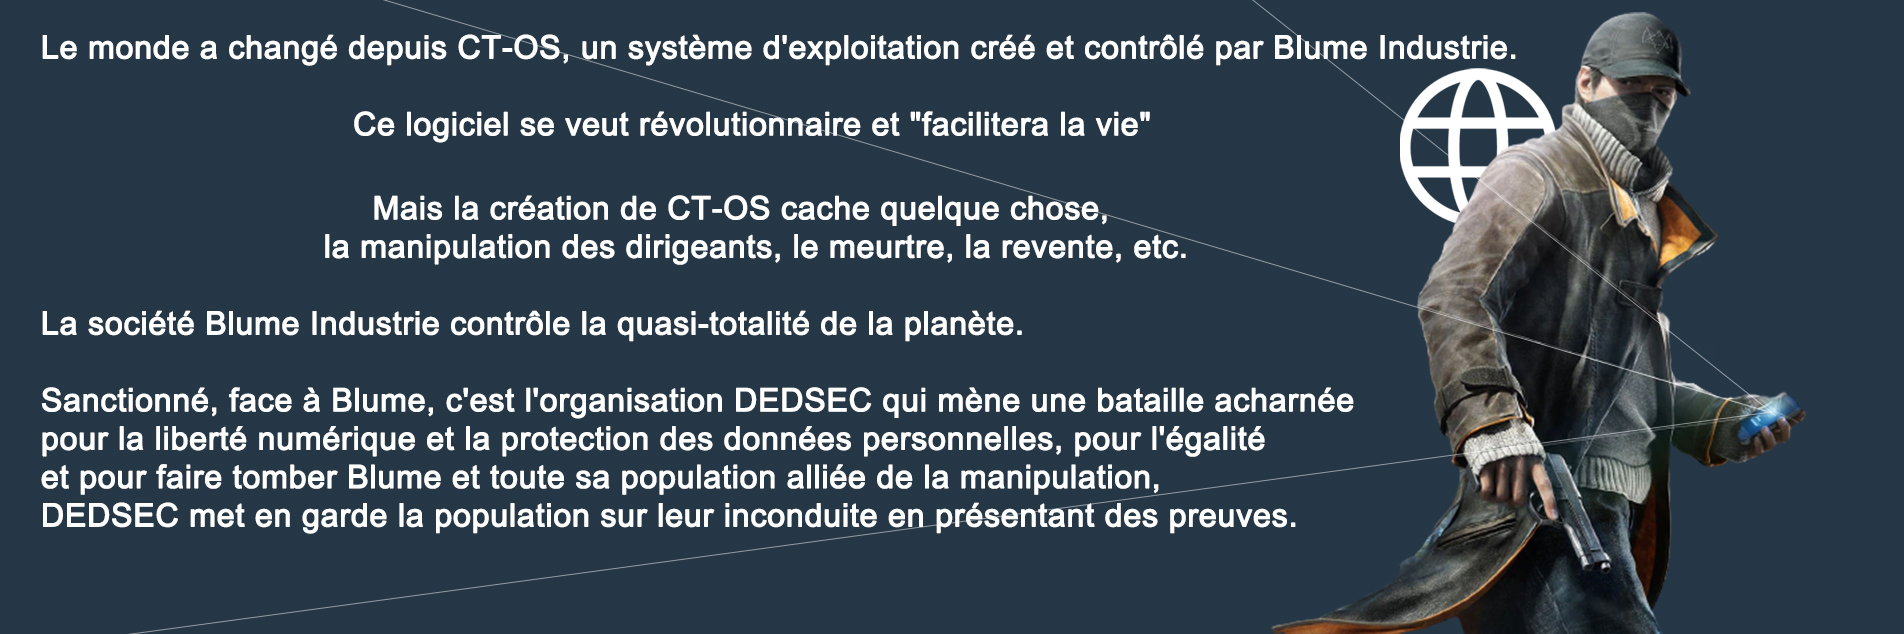 Le monde a changé depuis CT-OS, un système d'exploitation créé et contrôlé par Blume Industrie.
Ce logiciel se veut révolutionnaire et "facilitera la vie"
Mais la création de CT-OS cache quelque chose,
la manipulation des dirigeants, le meurtre, la revente, etc.
La société Blume Industrie contrôle la quasi-totalité de la planète.
Sanctionné, face à Blume, c'est l'organisation DEDSEC qui mène une bataille acharnée
pour la liberté numérique et la protection des données personnelles, pour l'égalité
et pour faire tomber Blume et toute sa population alliée de la manipulation,
DEDSEC met en garde la population sur leur inconduite en présentant des preuves.